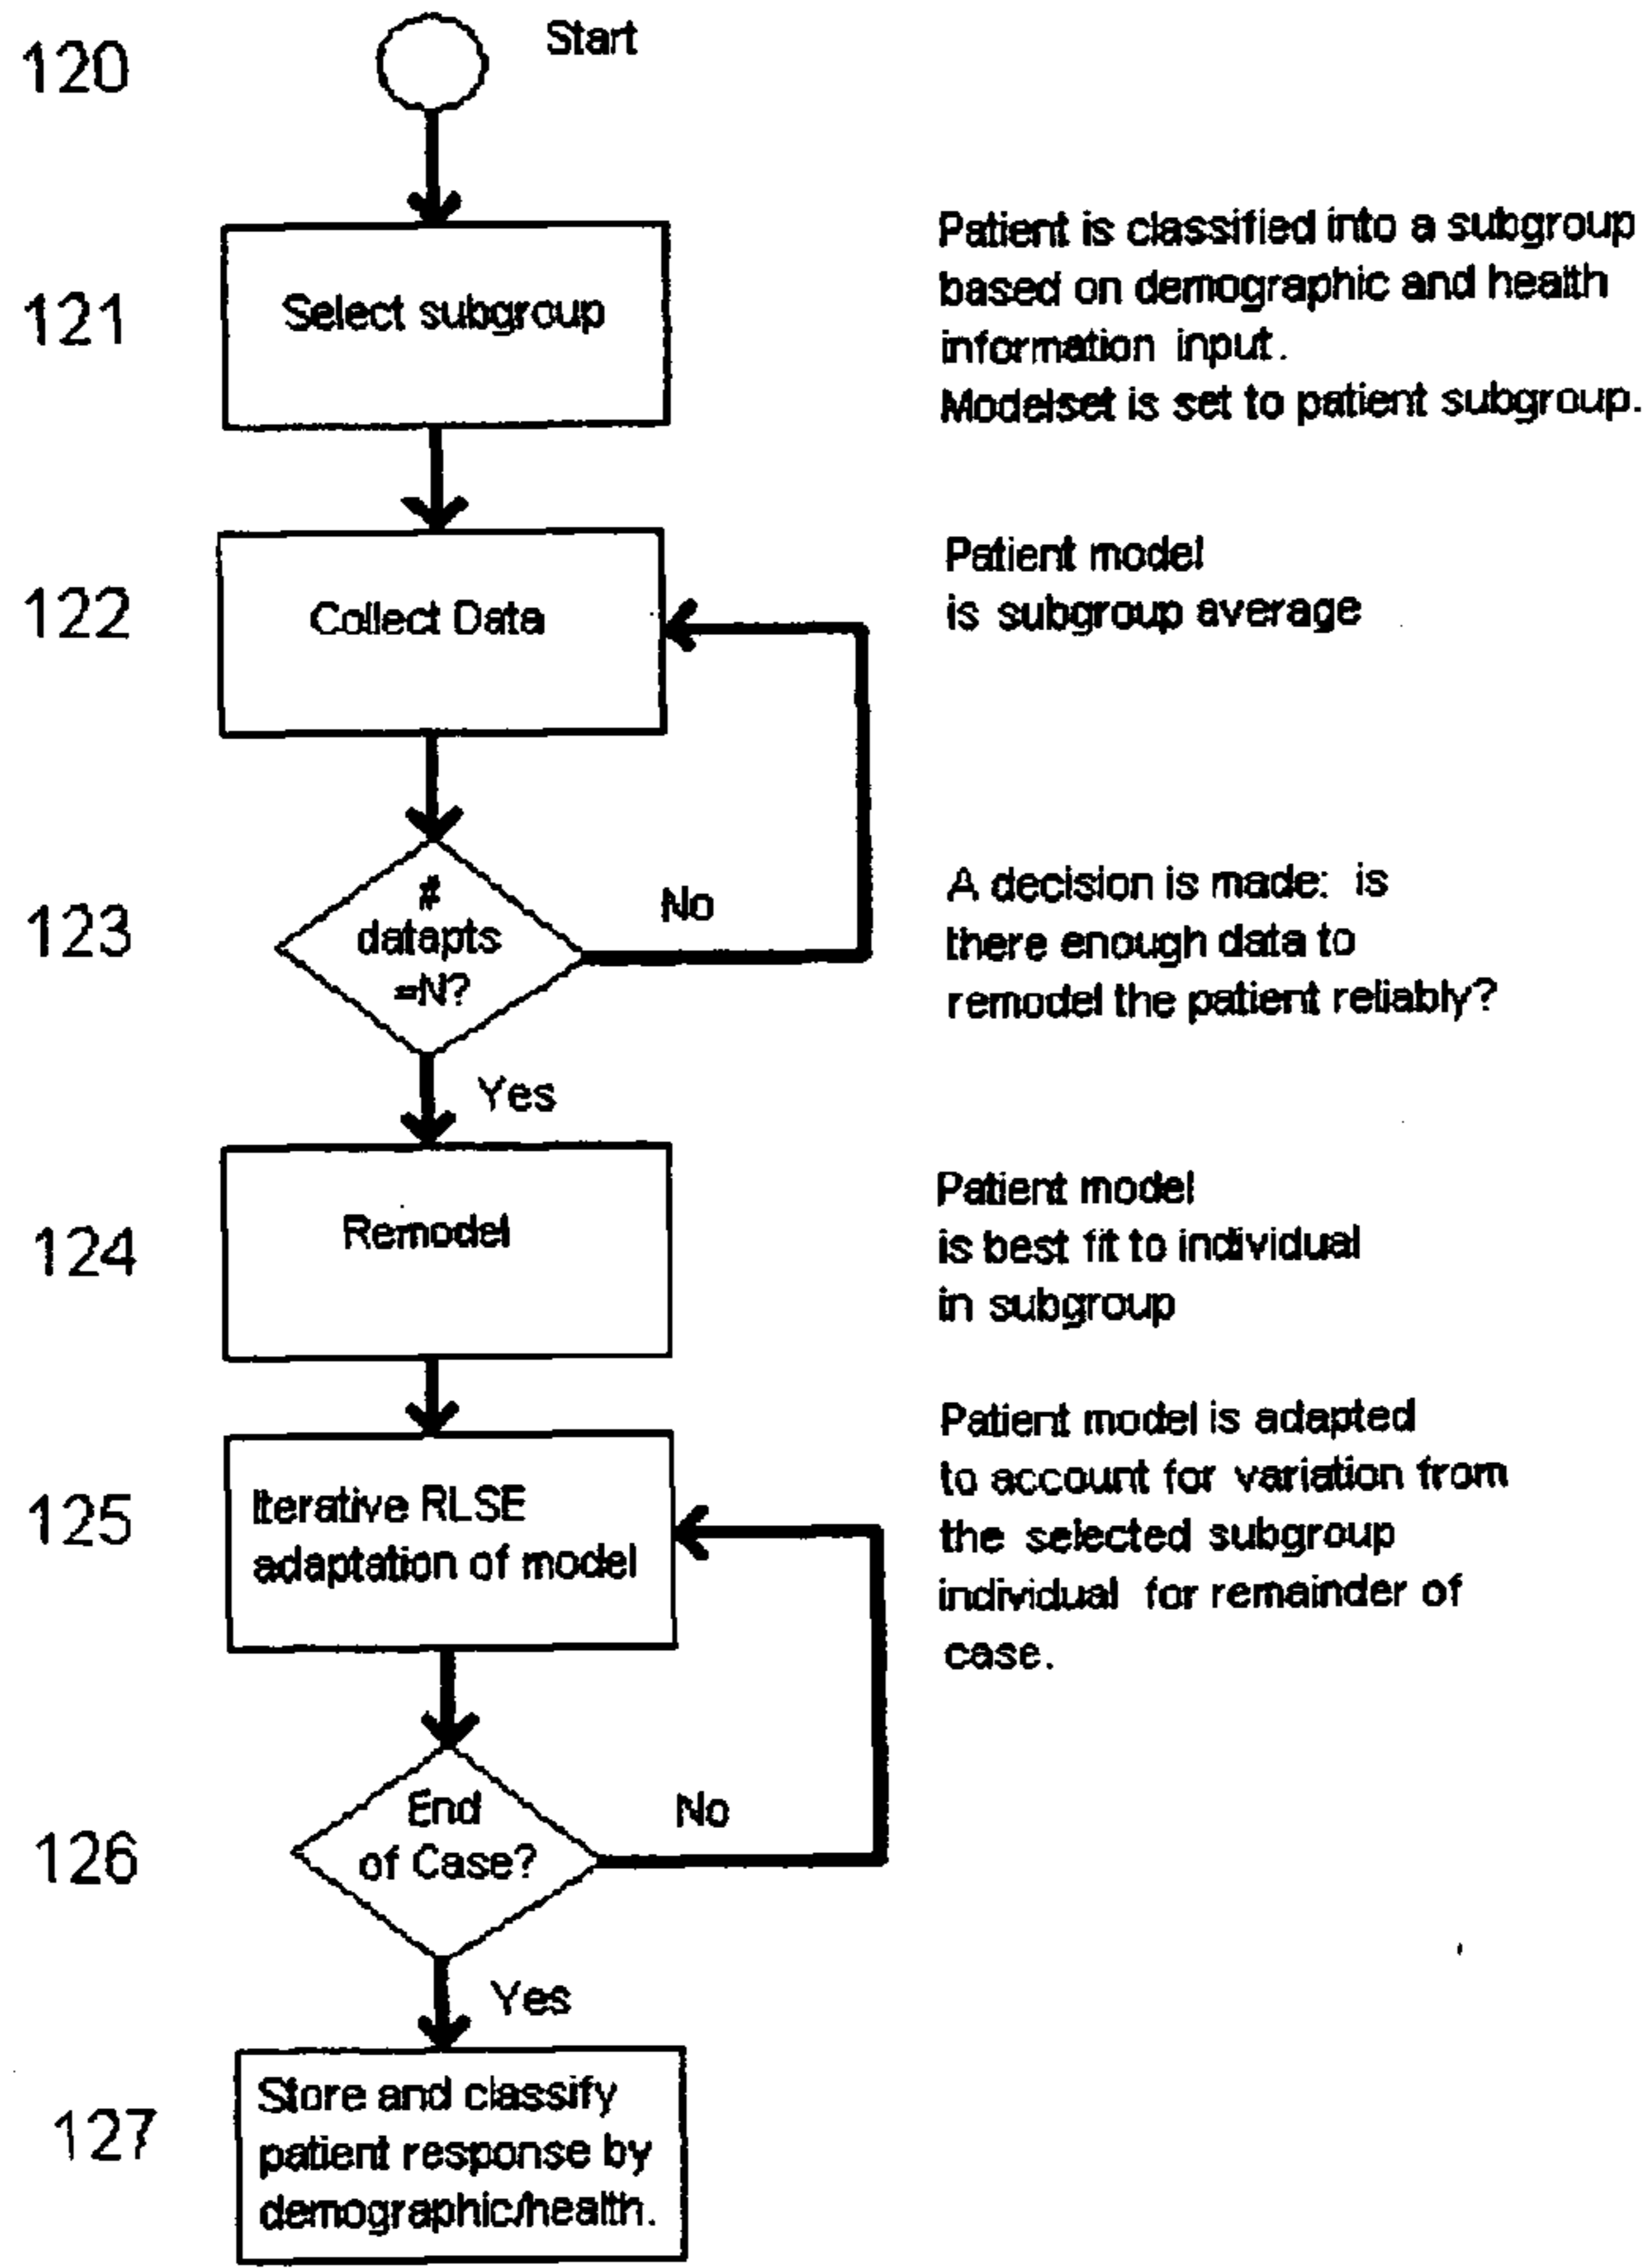 120
Start
121
Select subgroup
Patient is classified into a subgroup
based on demographic and health
information input.
Modelset is set to patient subgroup.
122
Collect Data
Patient model
is subgroup average
123
#
datapts
=N?
No
A decision is made: is
there enough data to
remodel the patient reliably?
Yes
124
Remodel
Patient model
is best fit to individual
in subgroup
125
Iterative RLSE
adaptation of model
Patient model is adapted
to account for variation from
the selected subgroup
individual for remainder of
case.
126
End
of Case?
No
Yes
127
Store and classify
patient response by
demographic/health.